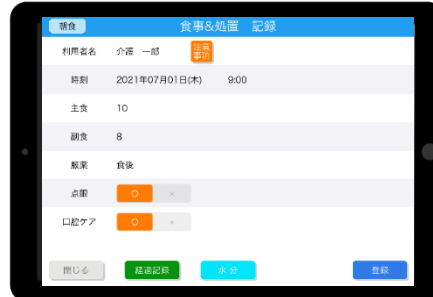 朝食 食事&処置 記録
利用者名 介護 一郎 注意
事項
時刻 2021年07月01日(木) 9:00
主食 10
副食 8
服薬 食後
点眼 ○ ×
口腔ケア ○ ×
閉じる 経過記録 水分 登録